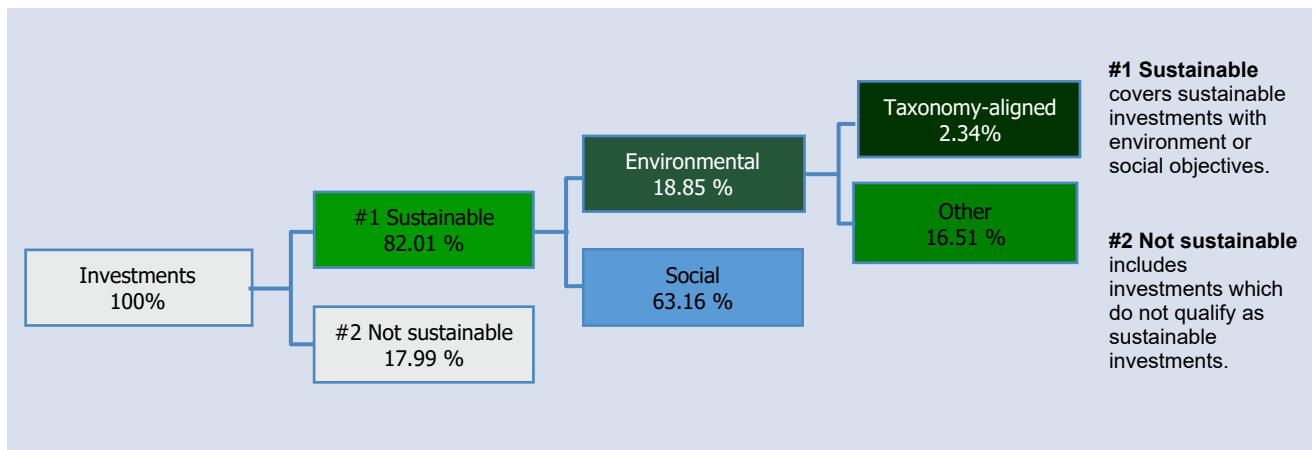 Investments
100%
#1 Sustainable
82.01 %
#2 Not sustainable
17.99 %
Environmental
18.85 %
Social
63.16 %
Taxonomy-aligned
2.34%
Other
16.51 %
#1 Sustainable
covers sustainable
investments with
environment or
social objectives.
#2 Not sustainable
includes
investments which
do not qualify as
sustainable
investments.